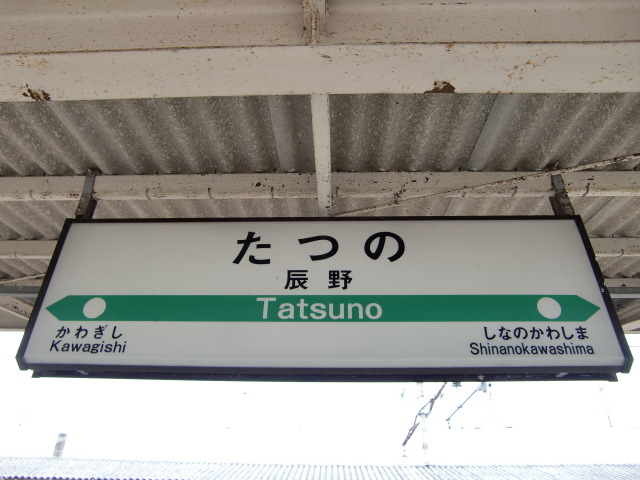 たつの
辰野
Tatsuno
かわぎし
Kawagishi
しなのかわしま
Shinanokawashima